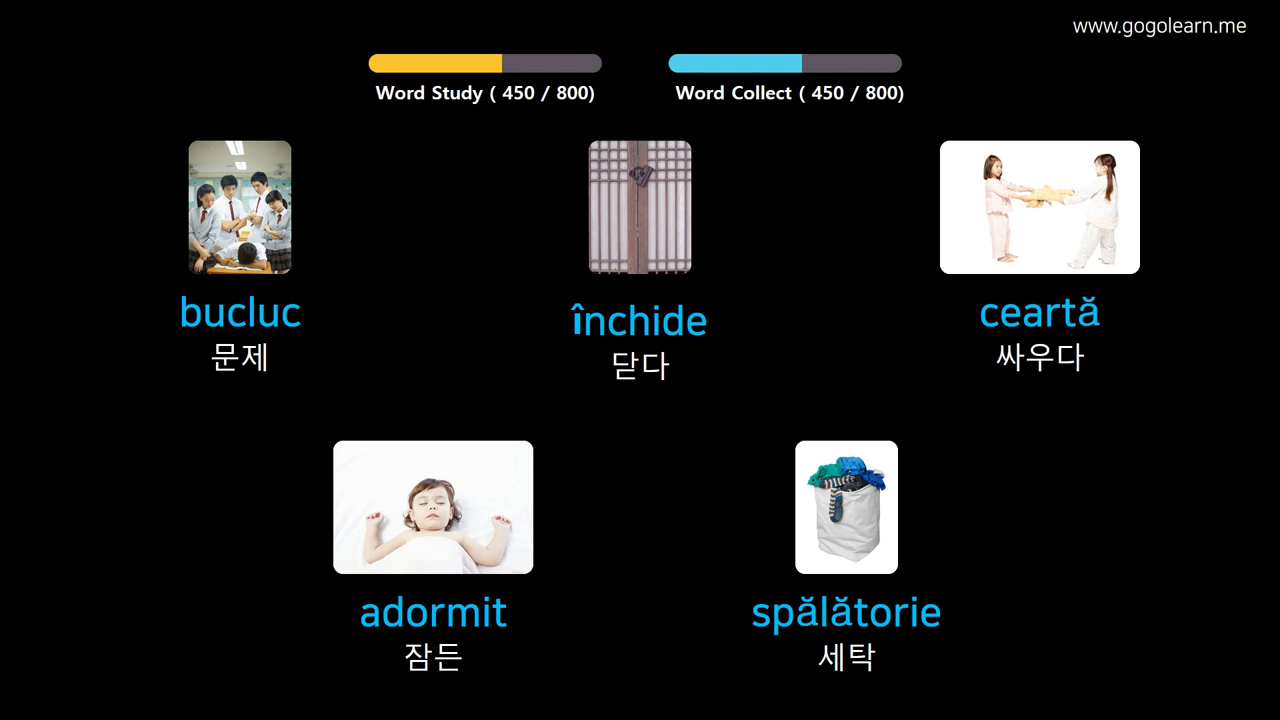 www.gogolearn.me
Word Study ( 450 / 800)
Word Collect ( 450 / 800)
bucluc
문제
închide
닫다
ceartă
싸우다
adormit
잠든
spălătorie
세탁